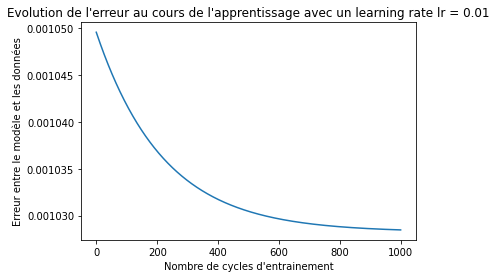 Evolution de l'erreur au cours de l'apprentissage avec un learning rate lr = 0.01
0.001050
0.001045
0.001040
0.001035
0.001030
Erreur entre le modèle et les données
0 200 400 600 800 1000
Nombre de cycles d'entrainement